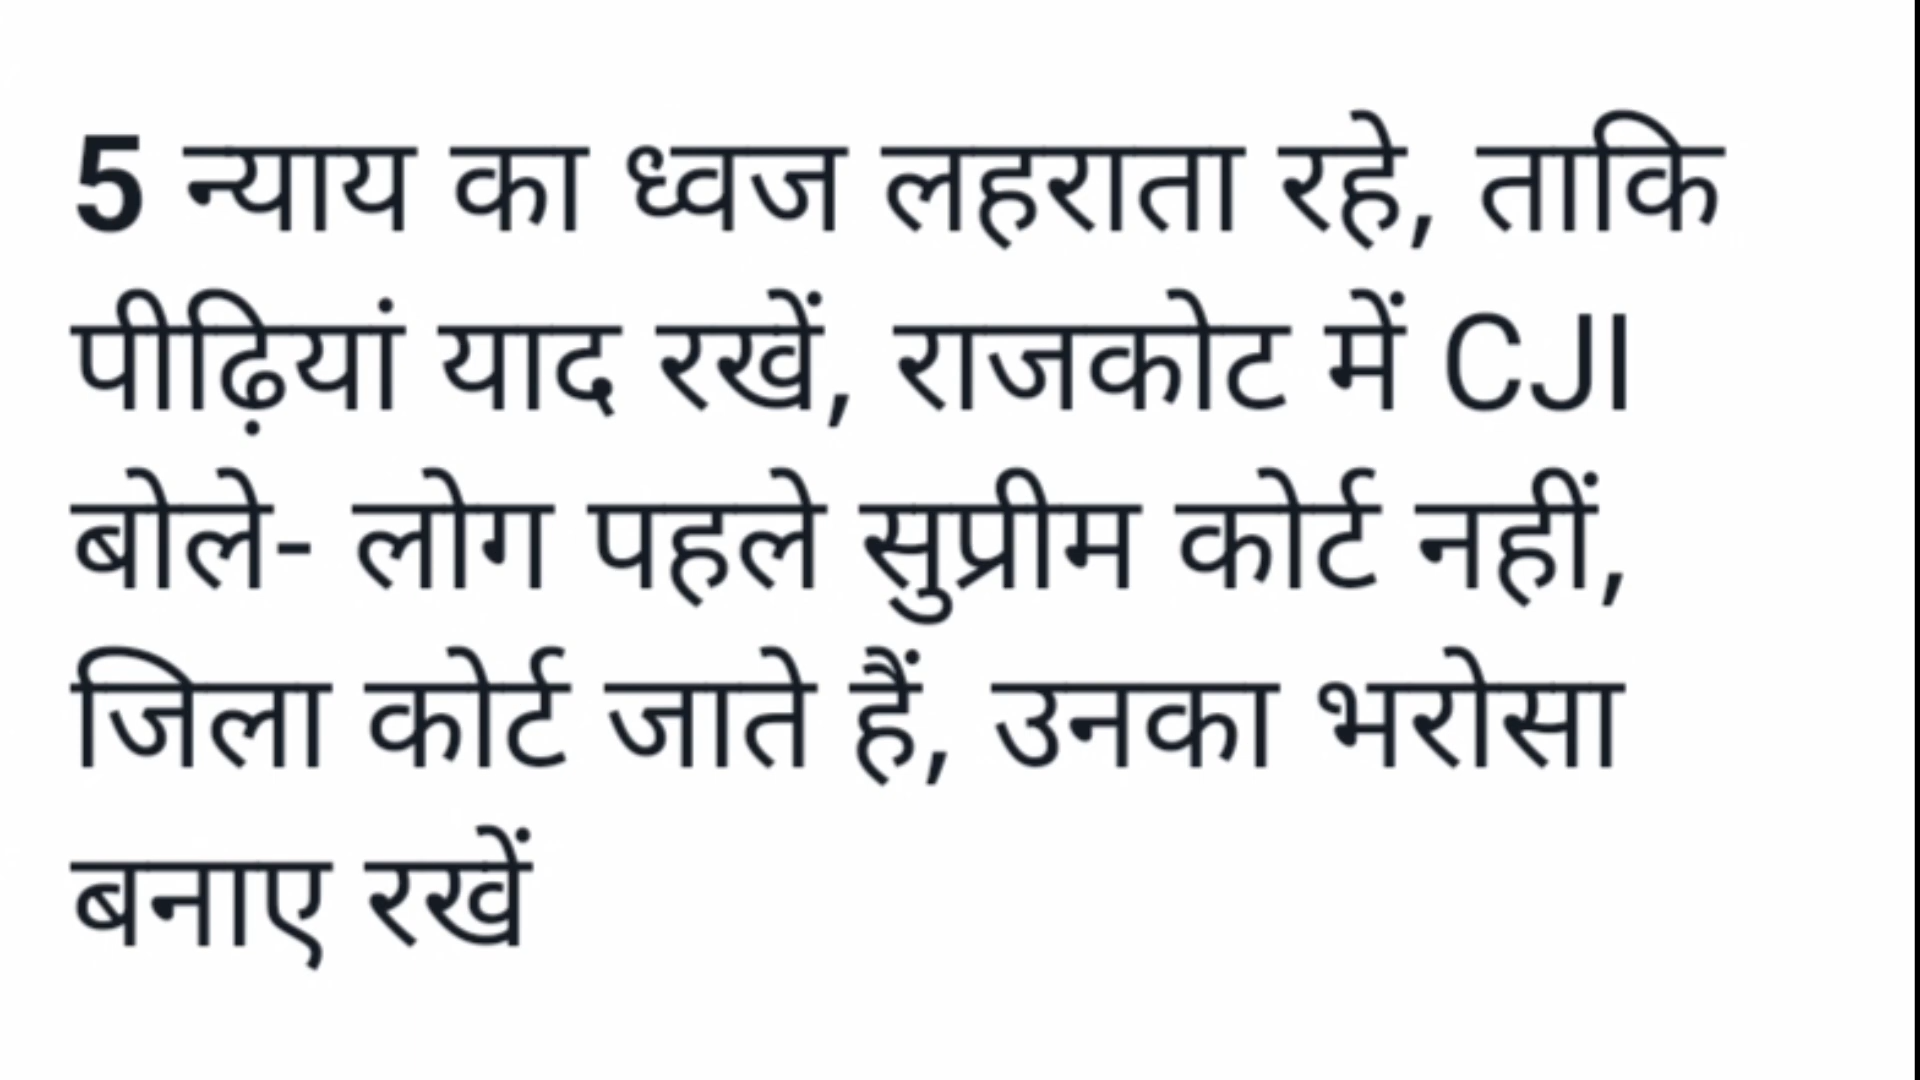 5 न्याय का ध्वज लहराता रहे, ताकि
पीढ़ियां याद रखें, राजकोट में CJI
बोले- लोग पहले सुप्रीम कोर्ट नहीं,
जिला कोर्ट जाते हैं, उनका भरोसा
बनाए रखें